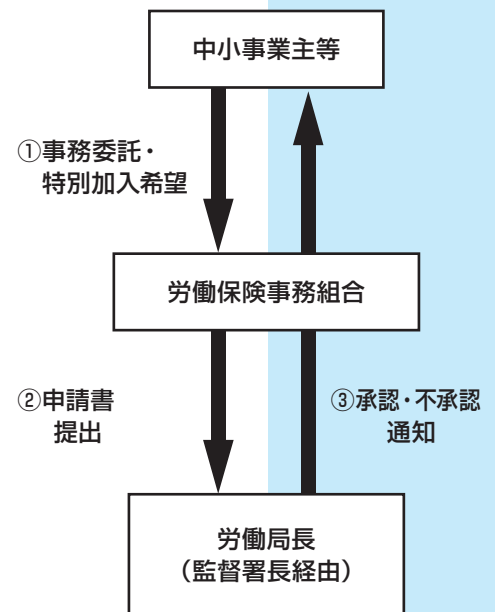 中小事業主等
①事務委託・
特別加入希望
労働保険事務組合
②申請書
提出
③承認・不承認
通知
労働局長
（監督署長経由）